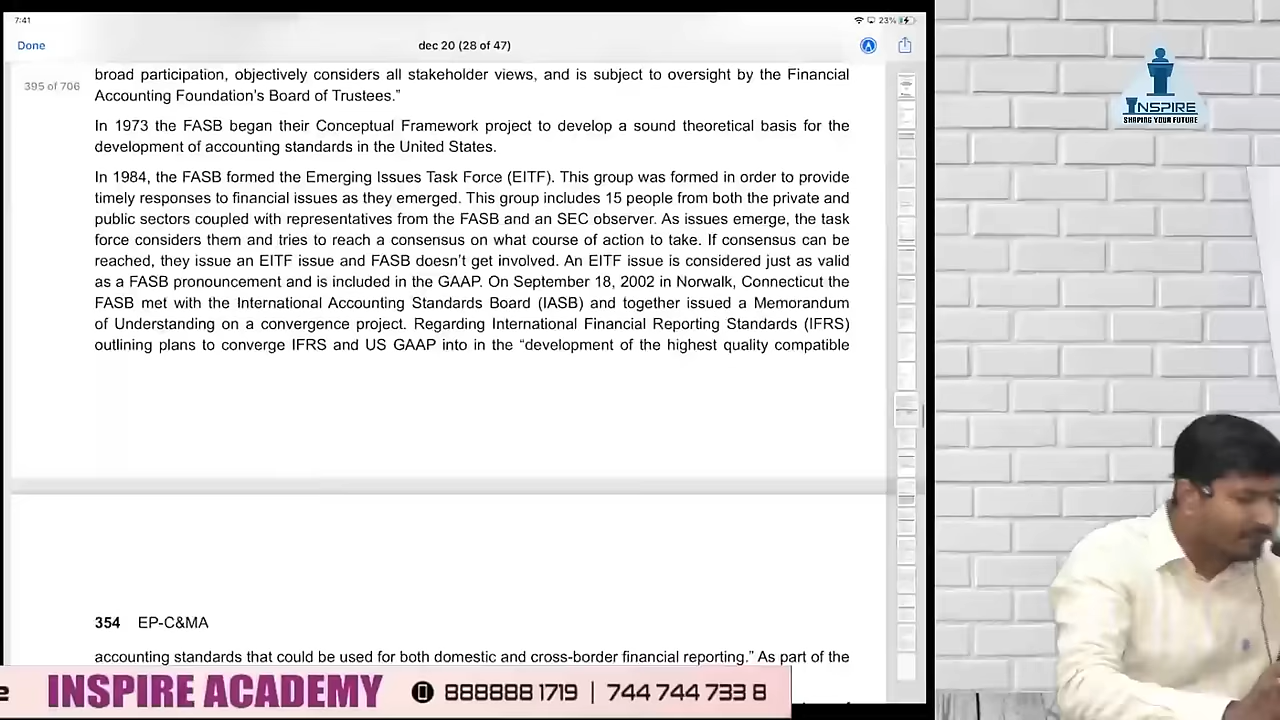 7:41
23%
Done
dec 20 (28 of 47)
395 of 706
broad participation, objectively considers all stakeholder views, and is subject to oversight by the Financial
Accounting Foundation's Board of Trustees.”
In 1973 the FASB began their Conceptual Framework project to develop a sound theoretical basis for the
development of accounting standards in the United States.
In 1984, the FASB formed the Emerging Issues Task Force (EITF). This group was formed in order to provide
timely responses to financial issues as they emerged. This group includes 15 people from both the private and
public sectors coupled with representatives from the FASB and an SEC observer. As issues emerge, the task
force considers them and tries to reach a consensus on what course of action to take. If consensus can be
reached, they issue an EITF issue and FASB doesn't get involved. An EITF issue is considered just as valid
as a FASB pronouncement and is included in the GAAP. On September 18, 2002 in Norwalk, Connecticut the
FASB met with the International Accounting Standards Board (IASB) and together issued a Memorandum
of Understanding on a convergence project. Regarding International Financial Reporting Standards (IFRS)
outlining plans to converge IFRS and US GAAP into in the “development of the highest quality compatible
354 EP-C&MA
accounting standards that could be used for both domestic and cross-border financial reporting.” As part of the
INSPIRE ACADEMY 888888 1719 | 744 744 733 8
INSPIRE
SHAPING YOUR FUTURE